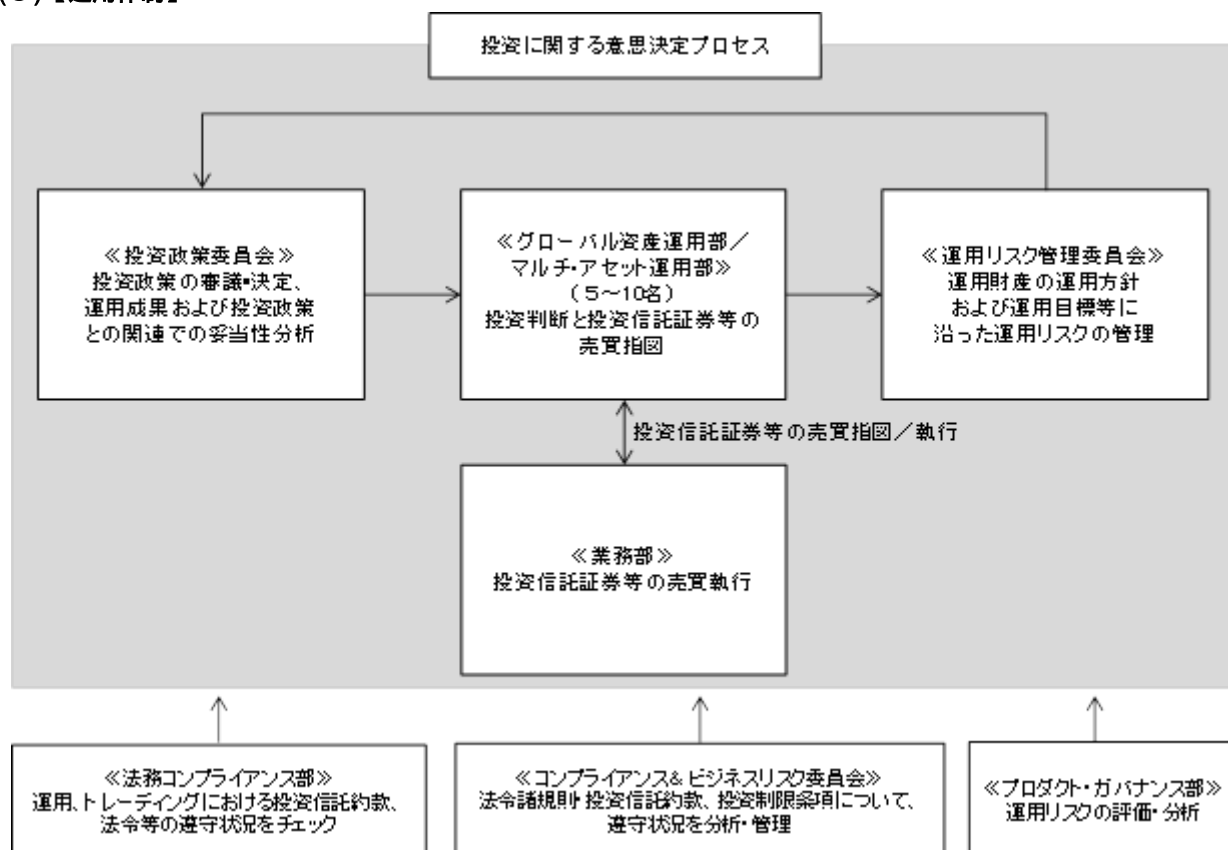 投資に関する意思決定プロセス
≪投資政策委員会≫
投資政策の審議・決定、
運用成果および投資政策
との関連での妥当性分析
≪グローバル資産運用部／
マルチ・アセット運用部≫
（５～10名）
投資判断と投資信託証券等の
売買指図
≪運用リスク管理委員会≫
運用財産の運用方針
および運用目標等に
沿った運用リスクの管理
投資信託証券等の売買指図／執行
≪業務部≫
投資信託証券等の売買執行
≪法務コンプライアンス部≫
運用、トレーディングにおける投資信託約款、
法令等の遵守状況をチェック
≪コンプライアンス& ビジネスリスク委員会≫
法令諸規則・投資信託約款、投資制限条項について、
遵守状況を分析・管理
≪プロダクト・ガバナンス部≫
運用リスクの評価・分析